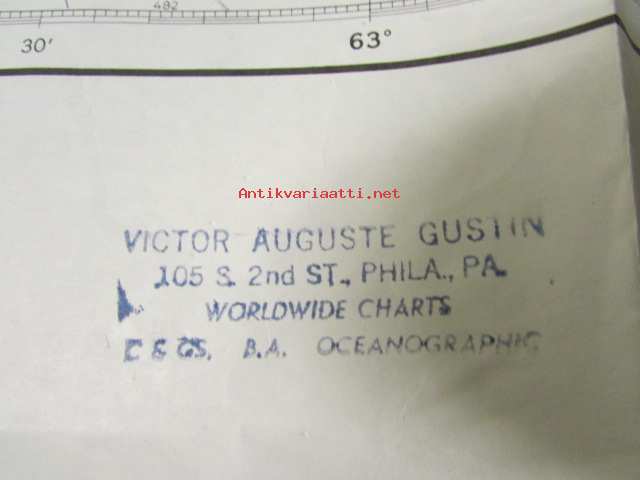 482
30′ 63°
Antikvariaatti.net
VICTOR AUGUSTE GUSTIN
105 S. 2nd ST., PHILA., PA.
WORLDWIDE CHARTS
C & GS, B.A. OCEANOGRAPHIC